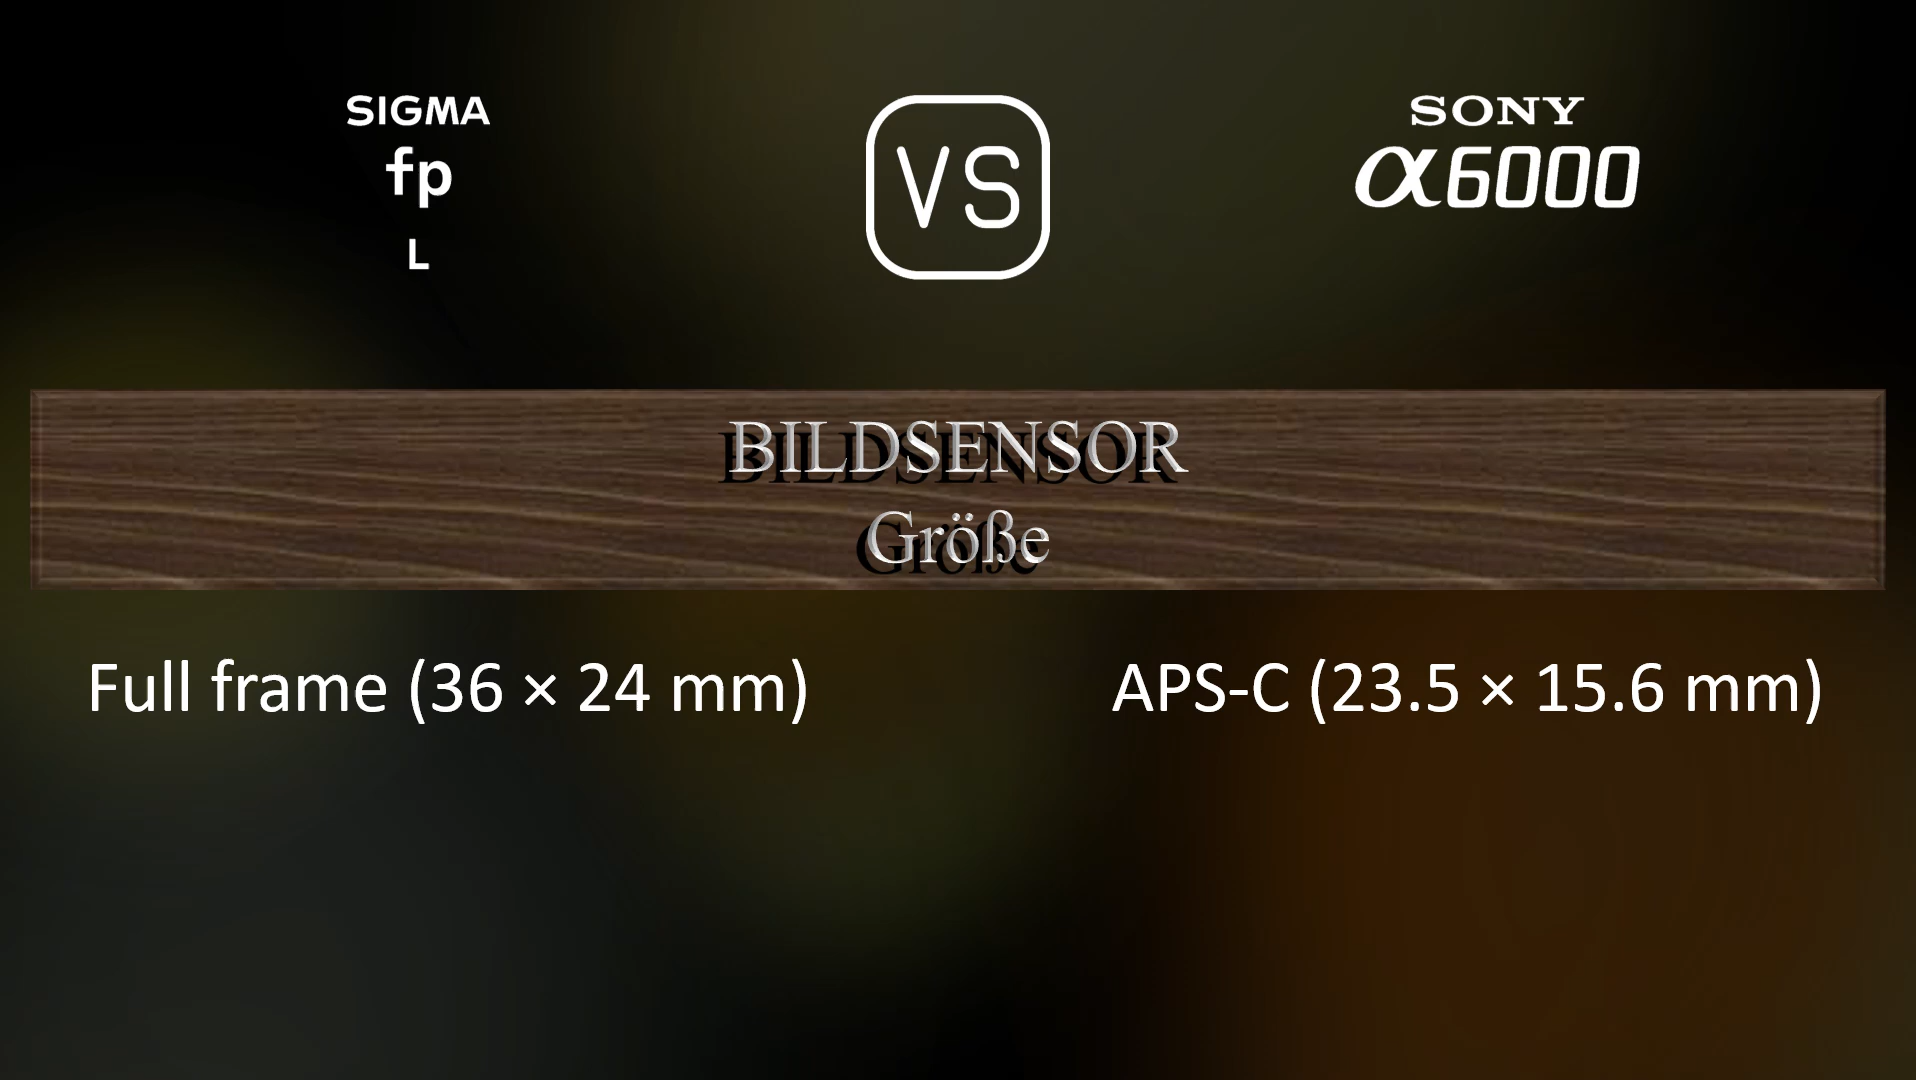 SIGMA
fp
L
VS
SONY
α6000
BILDSENSOR
Größe
Full frame (36 × 24 mm)
APS-C (23.5 × 15.6 mm)